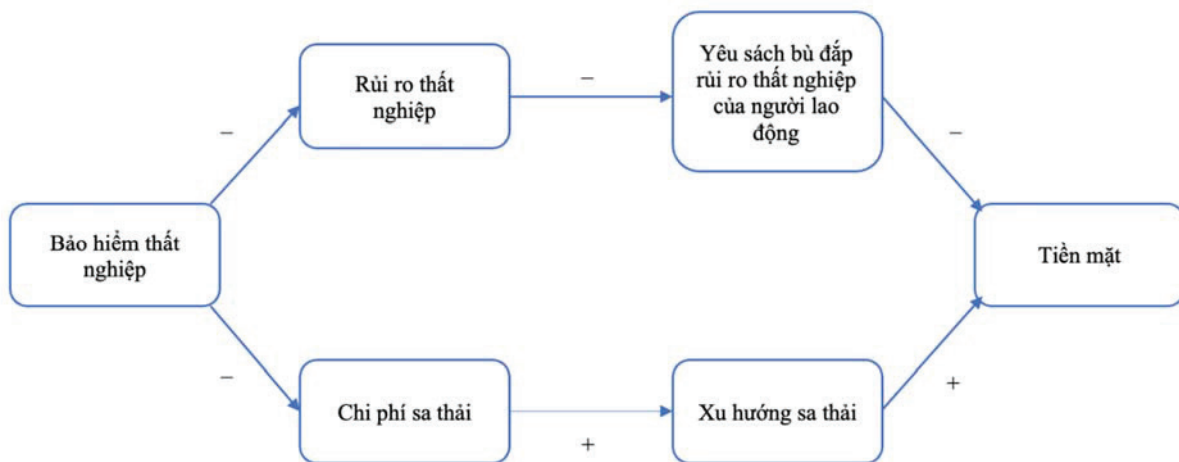 Rủi ro thất
nghiệp
–
Yêu sách bù đắp
rủi ro thất nghiệp
của người lao
động
–
–
Bảo hiểm thất
nghiệp
Tiền mặt
–
Chi phí sa thải
+
Xu hướng sa thải
+